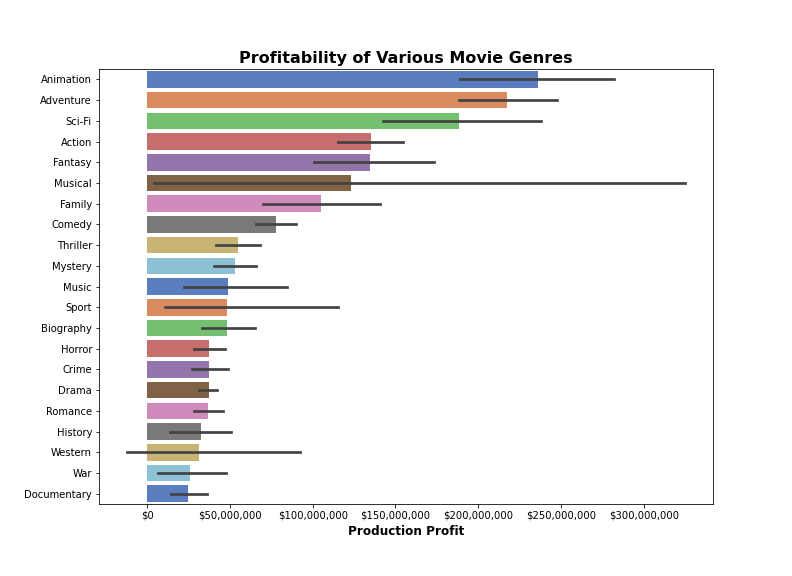 Profitability of Various Movie Genres
Animation
Adventure
Sci-Fi
Action
Fantasy
Musical
Family
Comedy
Thriller
Mystery
Music
Sport
Biography
Horror
Crime
Drama
Romance
History
Western
War
Documentary
$0 $50,000,000 $100,000,000 $150,000,000 $200,000,000 $250,000,000 $300,000,000
Production Profit